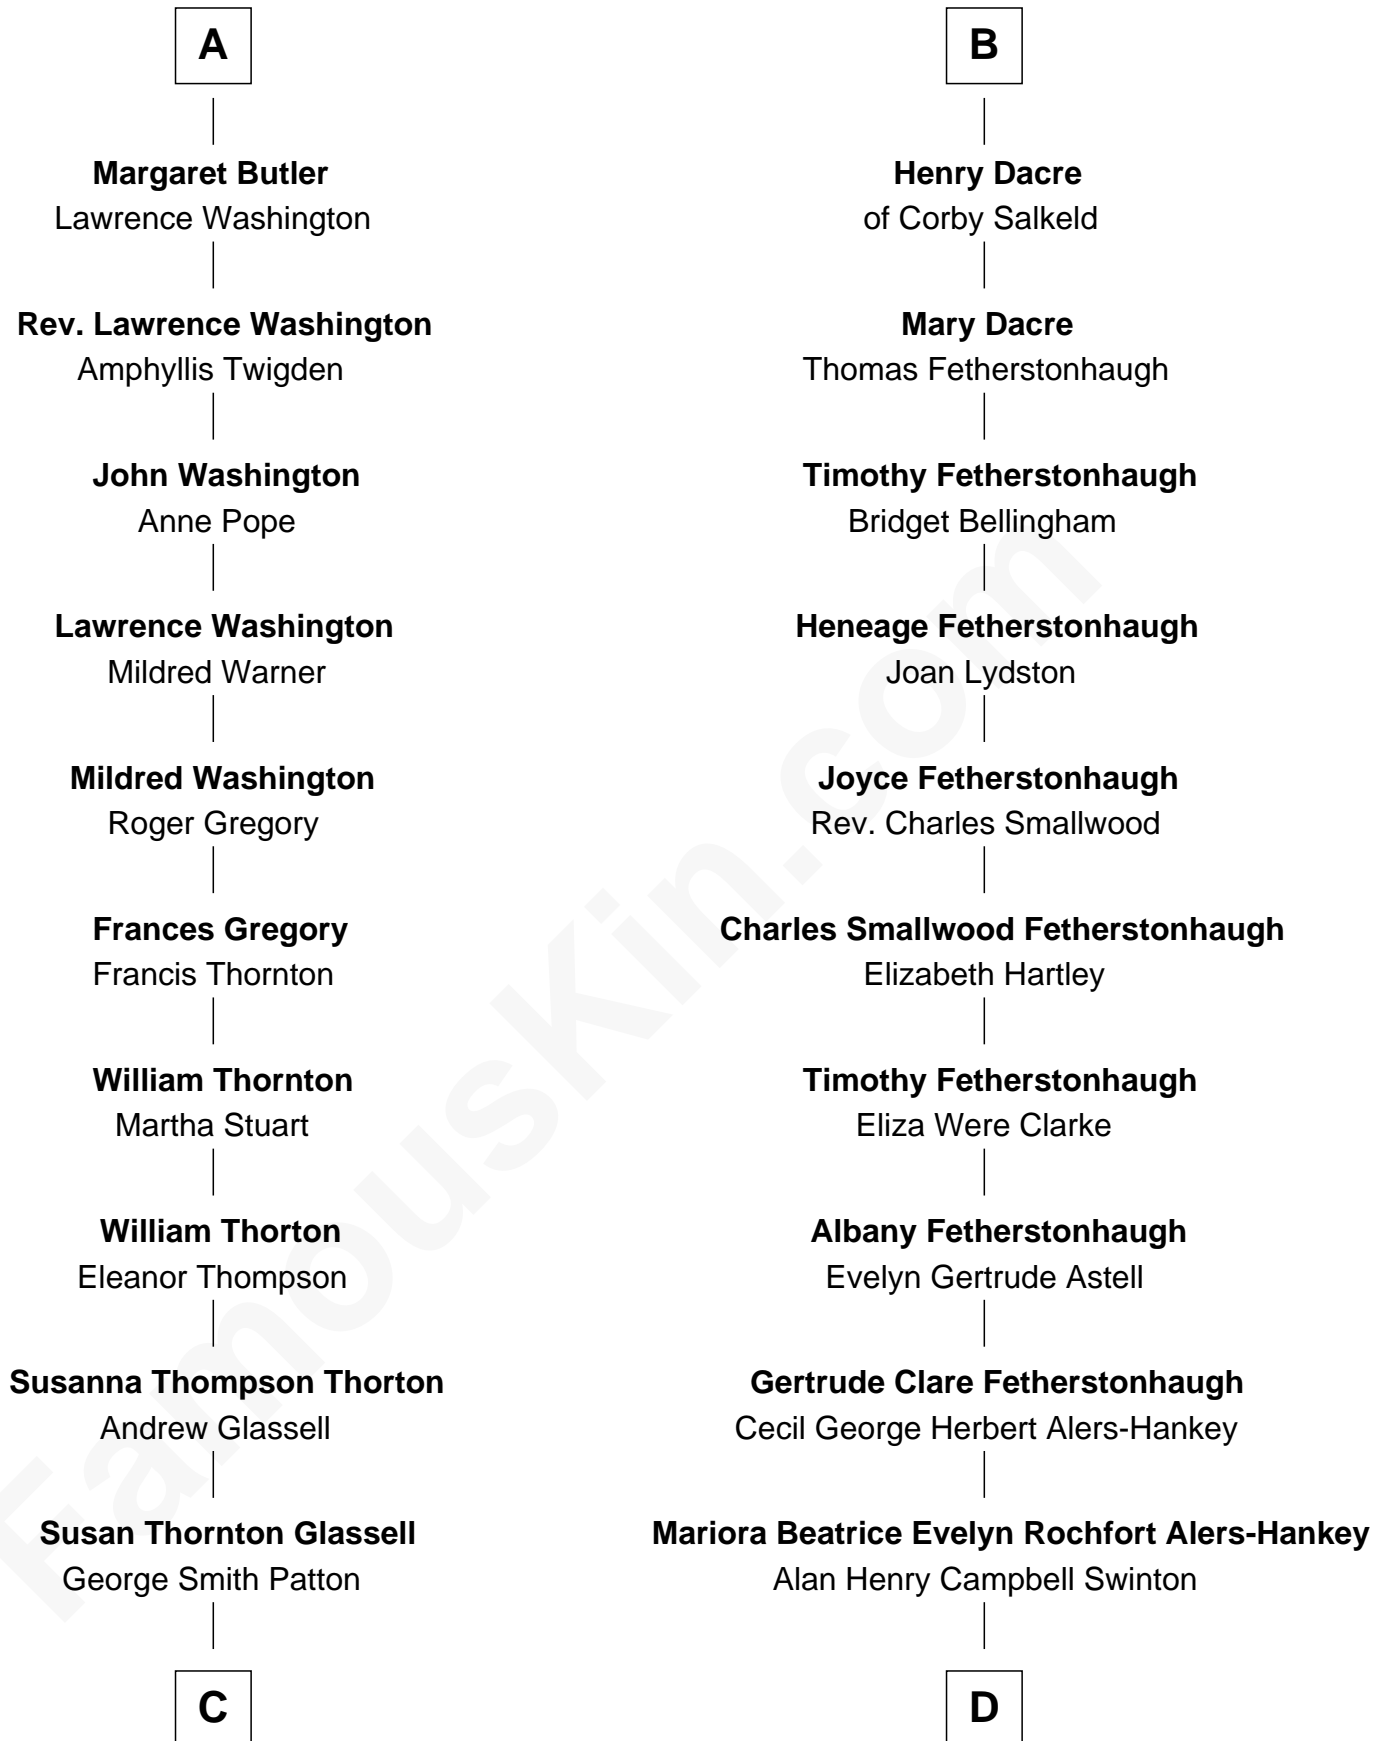 A
Margaret Butler
Lawrence Washington
Rev. Lawrence Washington
Amphyllis Twigden
John Washington
Anne Pope
Lawrence Washington
Mildred Warner
Mildred Washington
Roger Gregory
Frances Gregory
Francis Thornton
William Thornton
Martha Stuart
William Thorton
Eleanor Thompson
Susanna Thompson Thorton
Andrew Glassell
Susan Thornton Glassell
George Smith Patton
C
B
Henry Dacre
of Corby Salkeld
Mary Dacre
Thomas Fetherstonhaugh
Timothy Fetherstonhaugh
Bridget Bellingham
Heneage Fetherstonhaugh
Joan Lydston
Joyce Fetherstonhaugh
Rev. Charles Smallwood
Charles Smallwood Fetherstonhaugh
Elizabeth Hartley
Timothy Fetherstonhaugh
Eliza Were Clarke
Albany Fetherstonhaugh
Evelyn Gertrude Astell
Gertrude Clare Fetherstonhaugh
Cecil George Herbert Alers-Hankey
Mariora Beatrice Evelyn Rochfort Alers-Hankey
Alan Henry Campbell Swinton
D
FamousKin.com